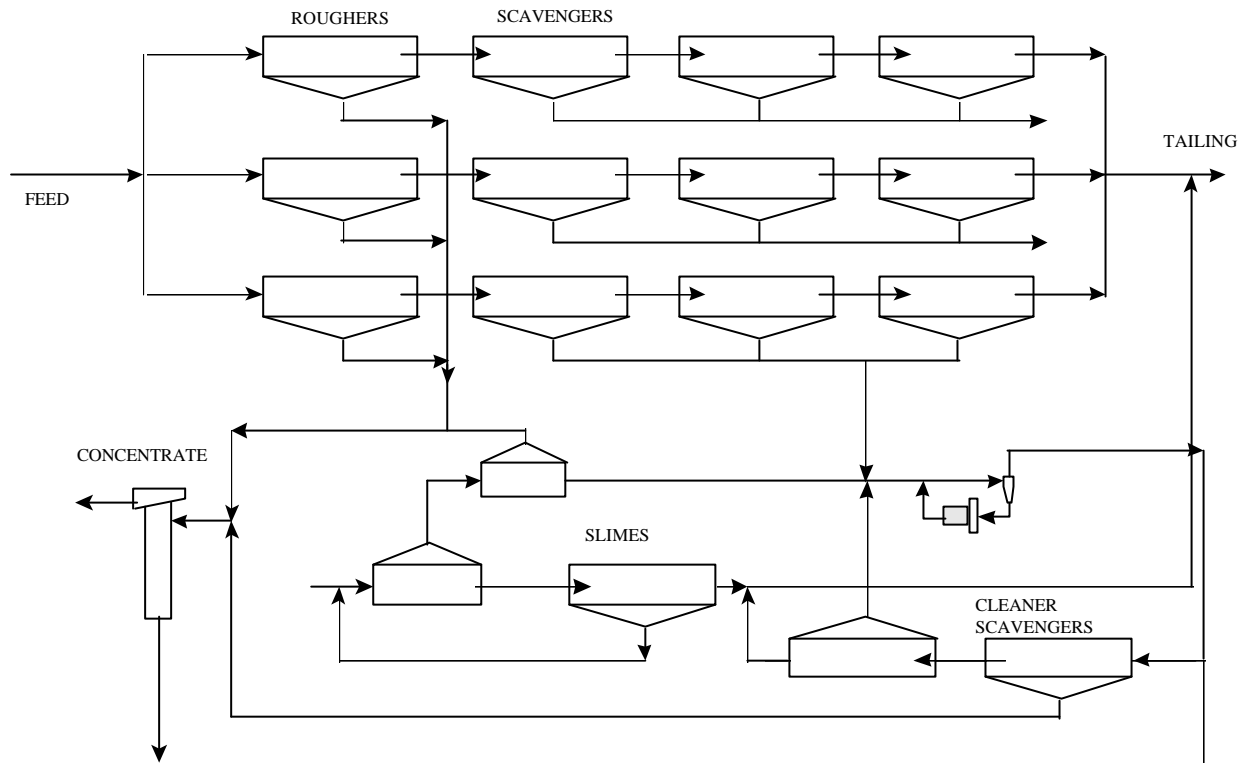 ROUGHERS
SCAVENGERS
TAILING
FEED
CONCENTRATE
SLIMES
CLEANER
SCAVENGERS